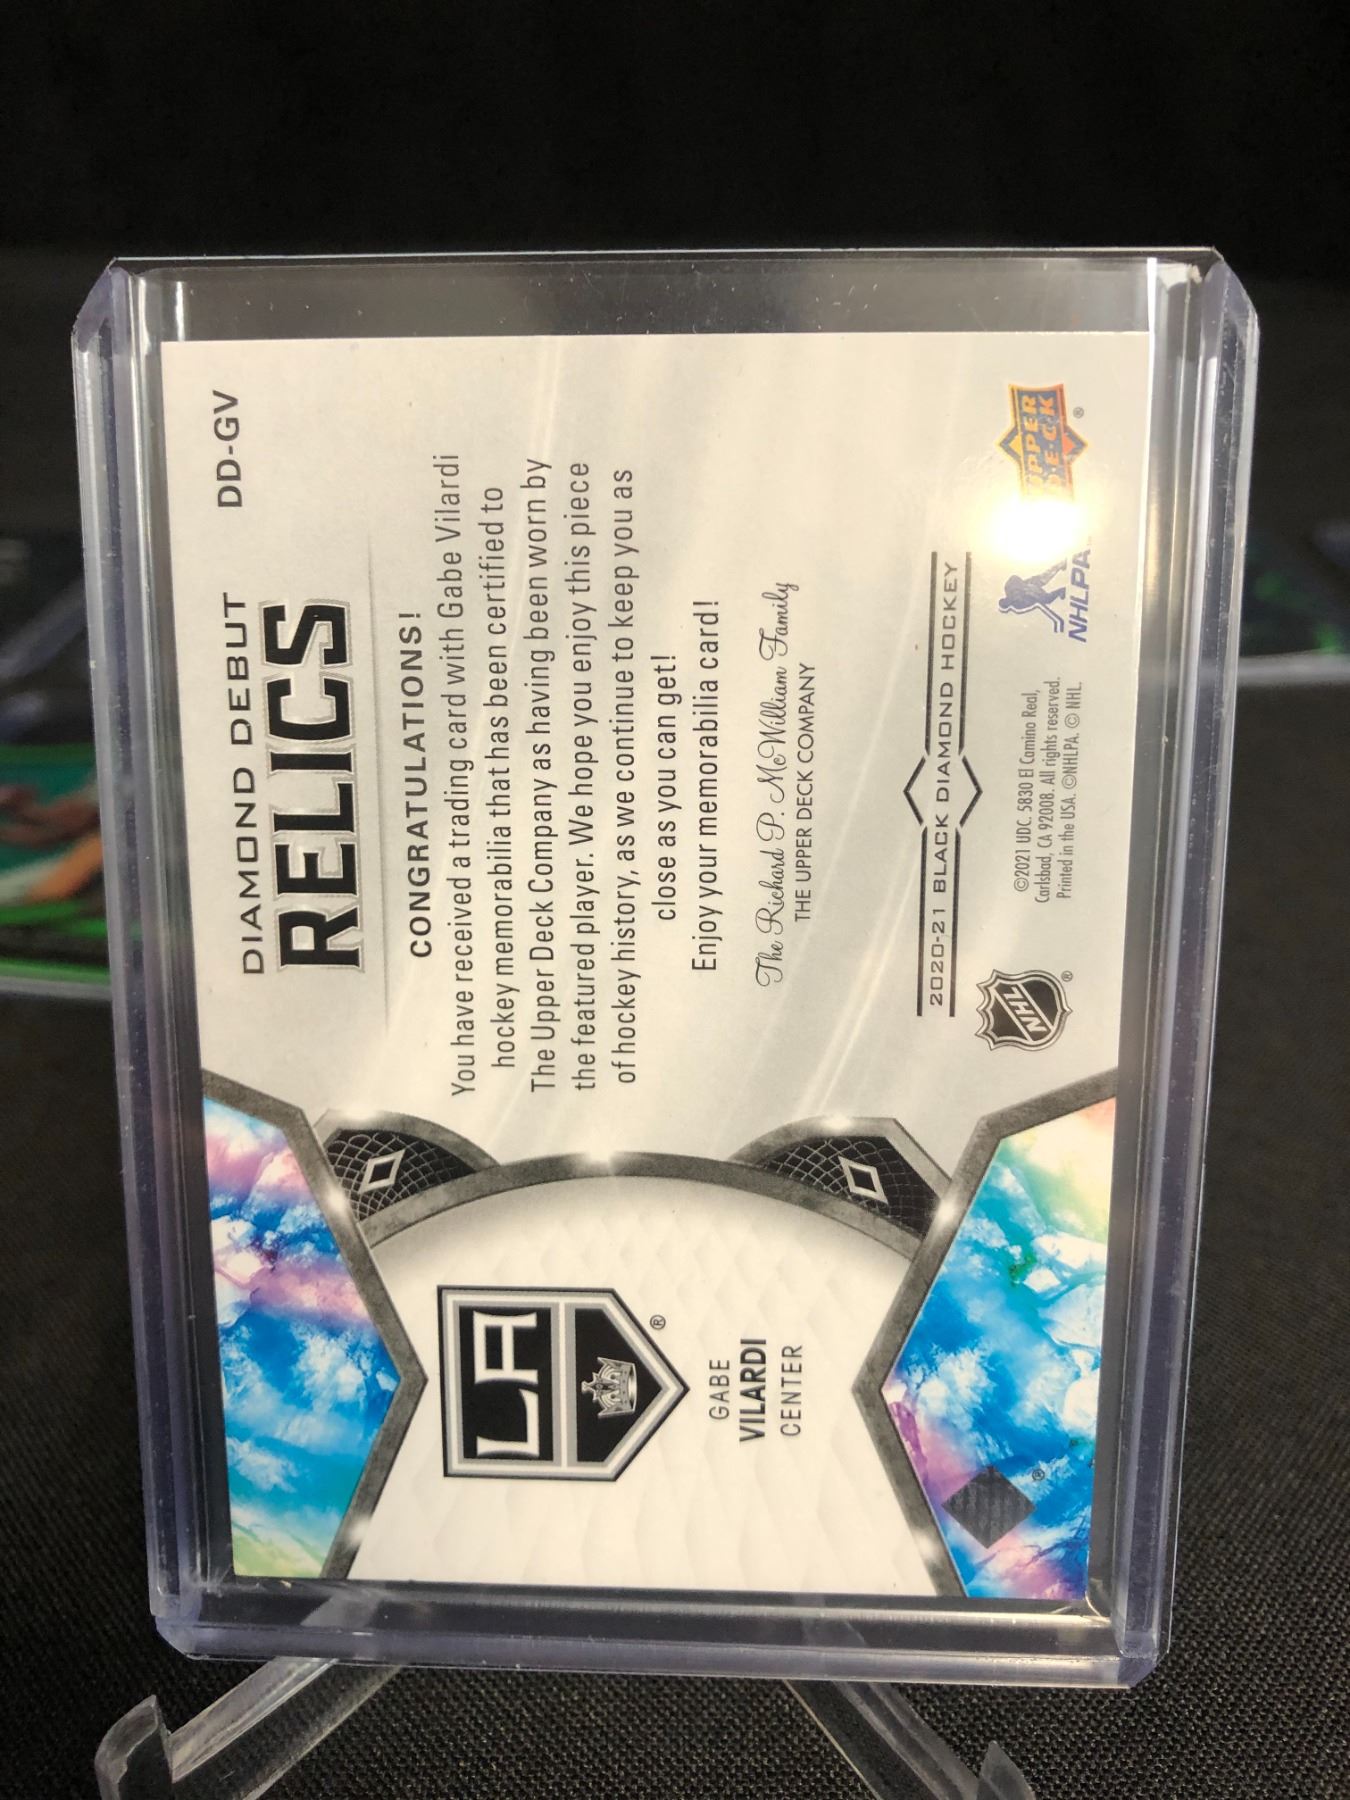 DIAMOND DEBUT
DD-GV
RELICS
CONGRATULATIONS!
You have received a trading card with Gabe Vilardi
hockey memorabilia that has been certified to
The Upper Deck Company as having been worn by
the featured player. We hope you enjoy this piece
of hockey history, as we continue to keep you as
close as you can get!
Enjoy your memorabilia card!
The Richard P. McWilliam Family
THE UPPER DECK COMPANY
2020-21 BLACK DIAMOND HOCKEY
NHL
®
©2021 UDC. 5830 El Camino Real,
Carlsbad, CA 92008. All rights reserved.
Printed in the USA. ©NHLPA. © NHL.
NHLPA
UPPER
DECK
®
LA
®
GABE
VILARDI
CENTER
®